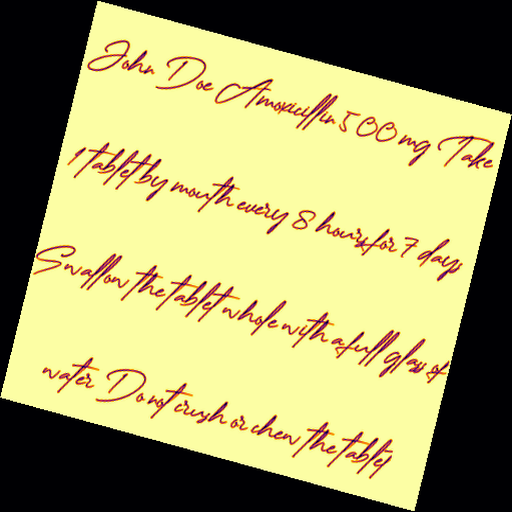 John Doe Amoxicillin 500 mg Take
1 tablet by mouth every 8 hours for 7 days
Swallow the tablet whole with a full glass of
water Do not crush or chew the tablet